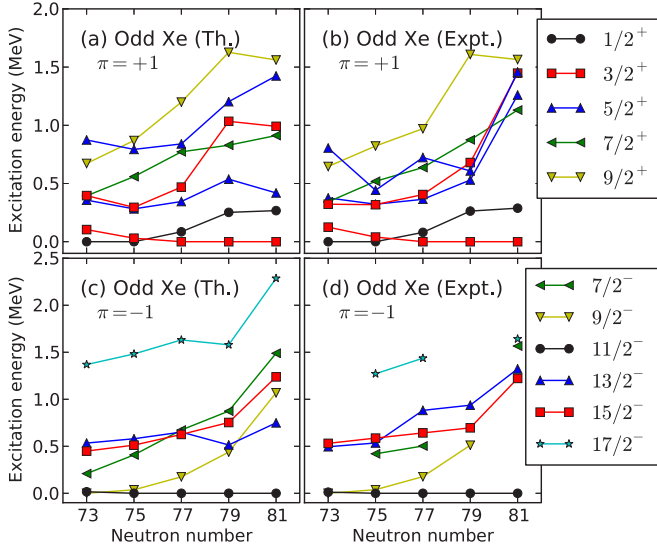 2.0
1.5
1.0
0.5
0.0
Excitation energy (MeV)
(a) Odd Xe (Th.)
π=+1
(b) Odd Xe (Expt.)
π=+1
1/2⁺
3/2⁺
5/2⁺
7/2⁺
9/2⁺
2.5
2.0
1.5
1.0
0.5
0.0
Excitation energy (MeV)
(c) Odd Xe (Th.)
π=−1
(d) Odd Xe (Expt.)
π=−1
7/2⁻
9/2⁻
11/2⁻
13/2⁻
15/2⁻
17/2⁻
73 75 77 79 81 73 75 77 79 81
Neutron number Neutron number